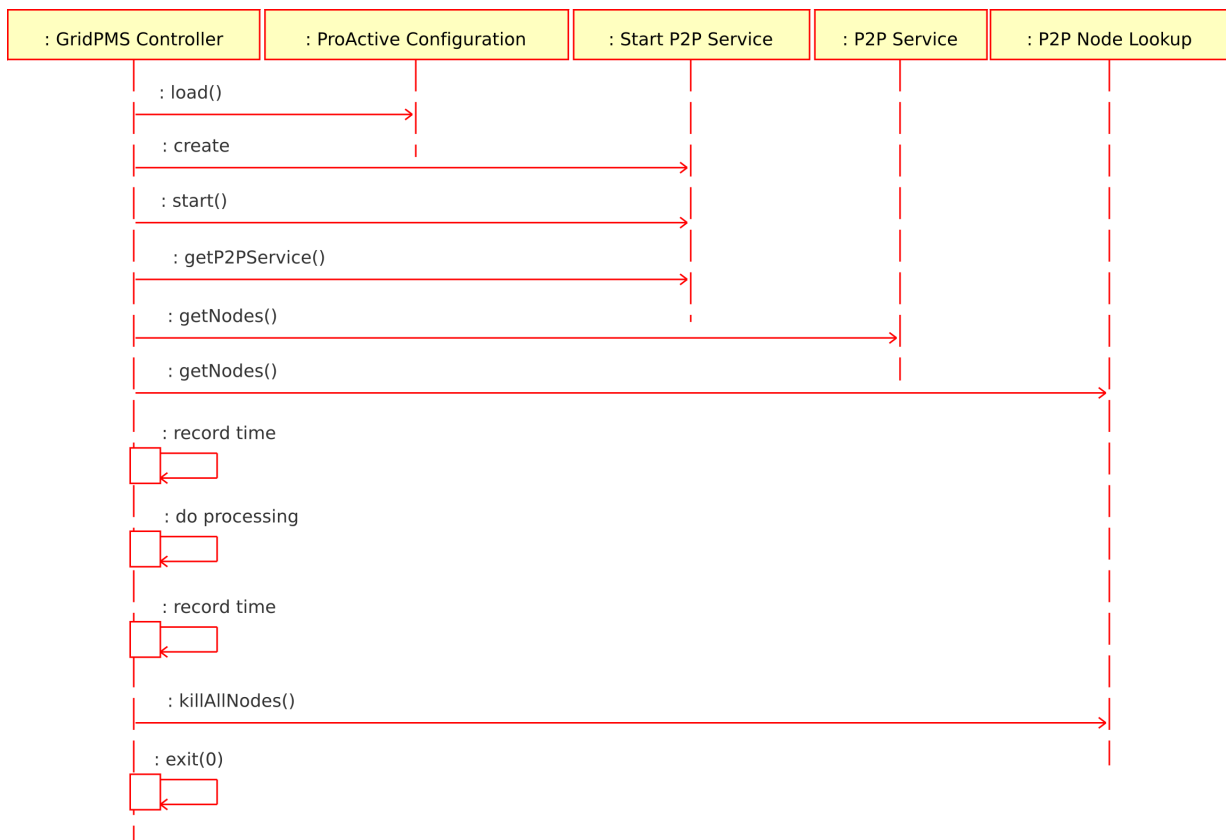 : GridPMS Controller
: ProActive Configuration
: Start P2P Service
: P2P Service
: P2P Node Lookup
: load()
: create
: start()
: getP2PService()
: getNodes()
: getNodes()
: record time
: do processing
: record time
: killAllNodes()
: exit(0)